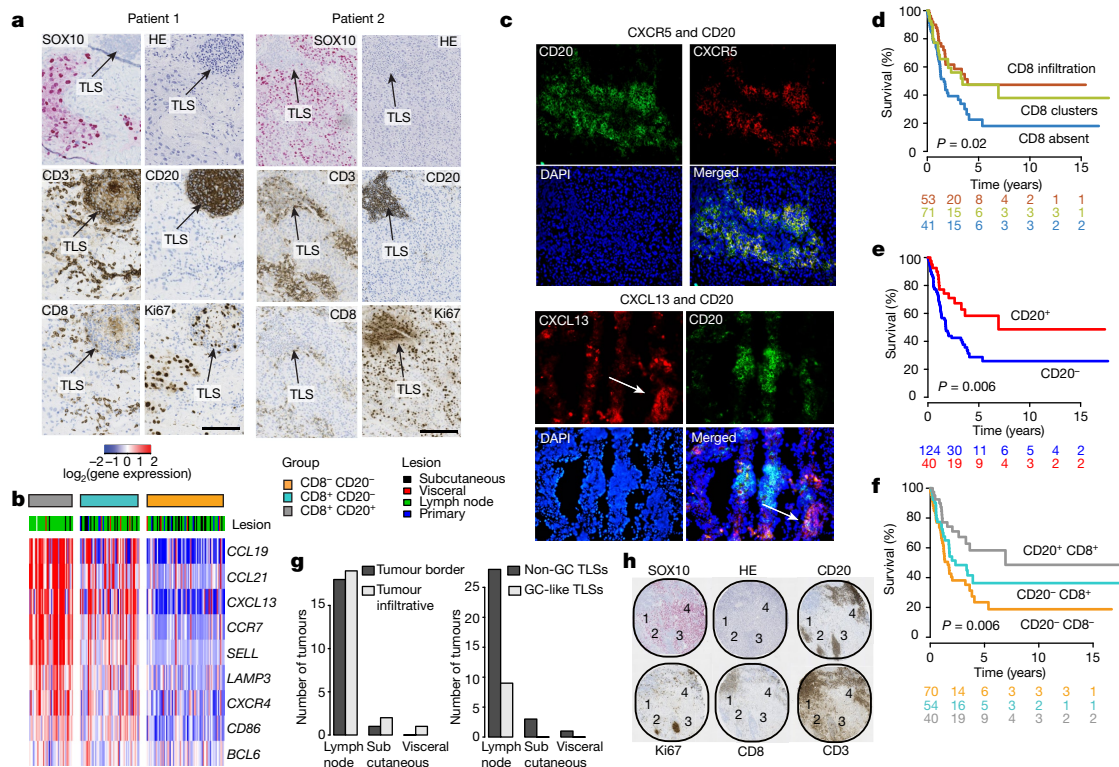 a
Patient 1
Patient 2
SOX10
HE
SOX10
HE
TLS
TLS
TLS
TLS
CD3
CD20
CD3
CD20
TLS
TLS
TLS
TLS
CD8
Ki67
CD8
Ki67
TLS
TLS
TLS
TLS
b
−2 −1 0 1 2
log2(gene expression)
Group
CD8− CD20−
CD8+ CD20−
CD8+ CD20+
Lesion
Subcutaneous
Visceral
Lymph node
Primary
Lesion
CCL19
CCL21
CXCL13
CCR7
SELL
LAMP3
CXCR4
CD86
BCL6
c
CXCR5 and CD20
CD20
CXCR5
DAPI
Merged
CXCL13 and CD20
CXCL13
CD20
DAPI
Merged
d
Survival (%)
100
80
60
40
20
0
CD8 infiltration
CD8 clusters
CD8 absent
P = 0.02
0 5 10 15
Time (years)
53 20 8 4 2 1 1
71 15 6 3 3 3 1
41 15 6 3 3 2 2
e
Survival (%)
100
80
60
40
20
0
CD20+
CD20−
P = 0.006
0 5 10 15
Time (years)
124 30 11 6 5 4 2
40 19 9 4 3 2 2
f
Survival (%)
100
80
60
40
20
0
CD20+ CD8+
CD20− CD8+
CD20− CD8−
P = 0.006
0 5 10 15
Time (years)
70 14 6 3 3 3 1
54 16 5 3 2 1 1
40 19 9 4 3 2 2
g
Number of tumours
15
10
5
0
Tumour border
Tumour
infiltrative
Lymph
node
Sub
cutaneous
Visceral
Number of tumours
25
20
15
10
5
0
Non-GC TLSs
GC-like TLSs
Lymph
node
Sub
cutaneous
Visceral
h
SOX10
HE
CD20
1 2 3 4
1 2 3 4
1 2 3 4
1 2 3 4
1 2 3 4
1 2 3 4
Ki67
CD8
CD3